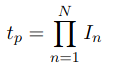 t_p = \prod_{n=1}^{N} I_n